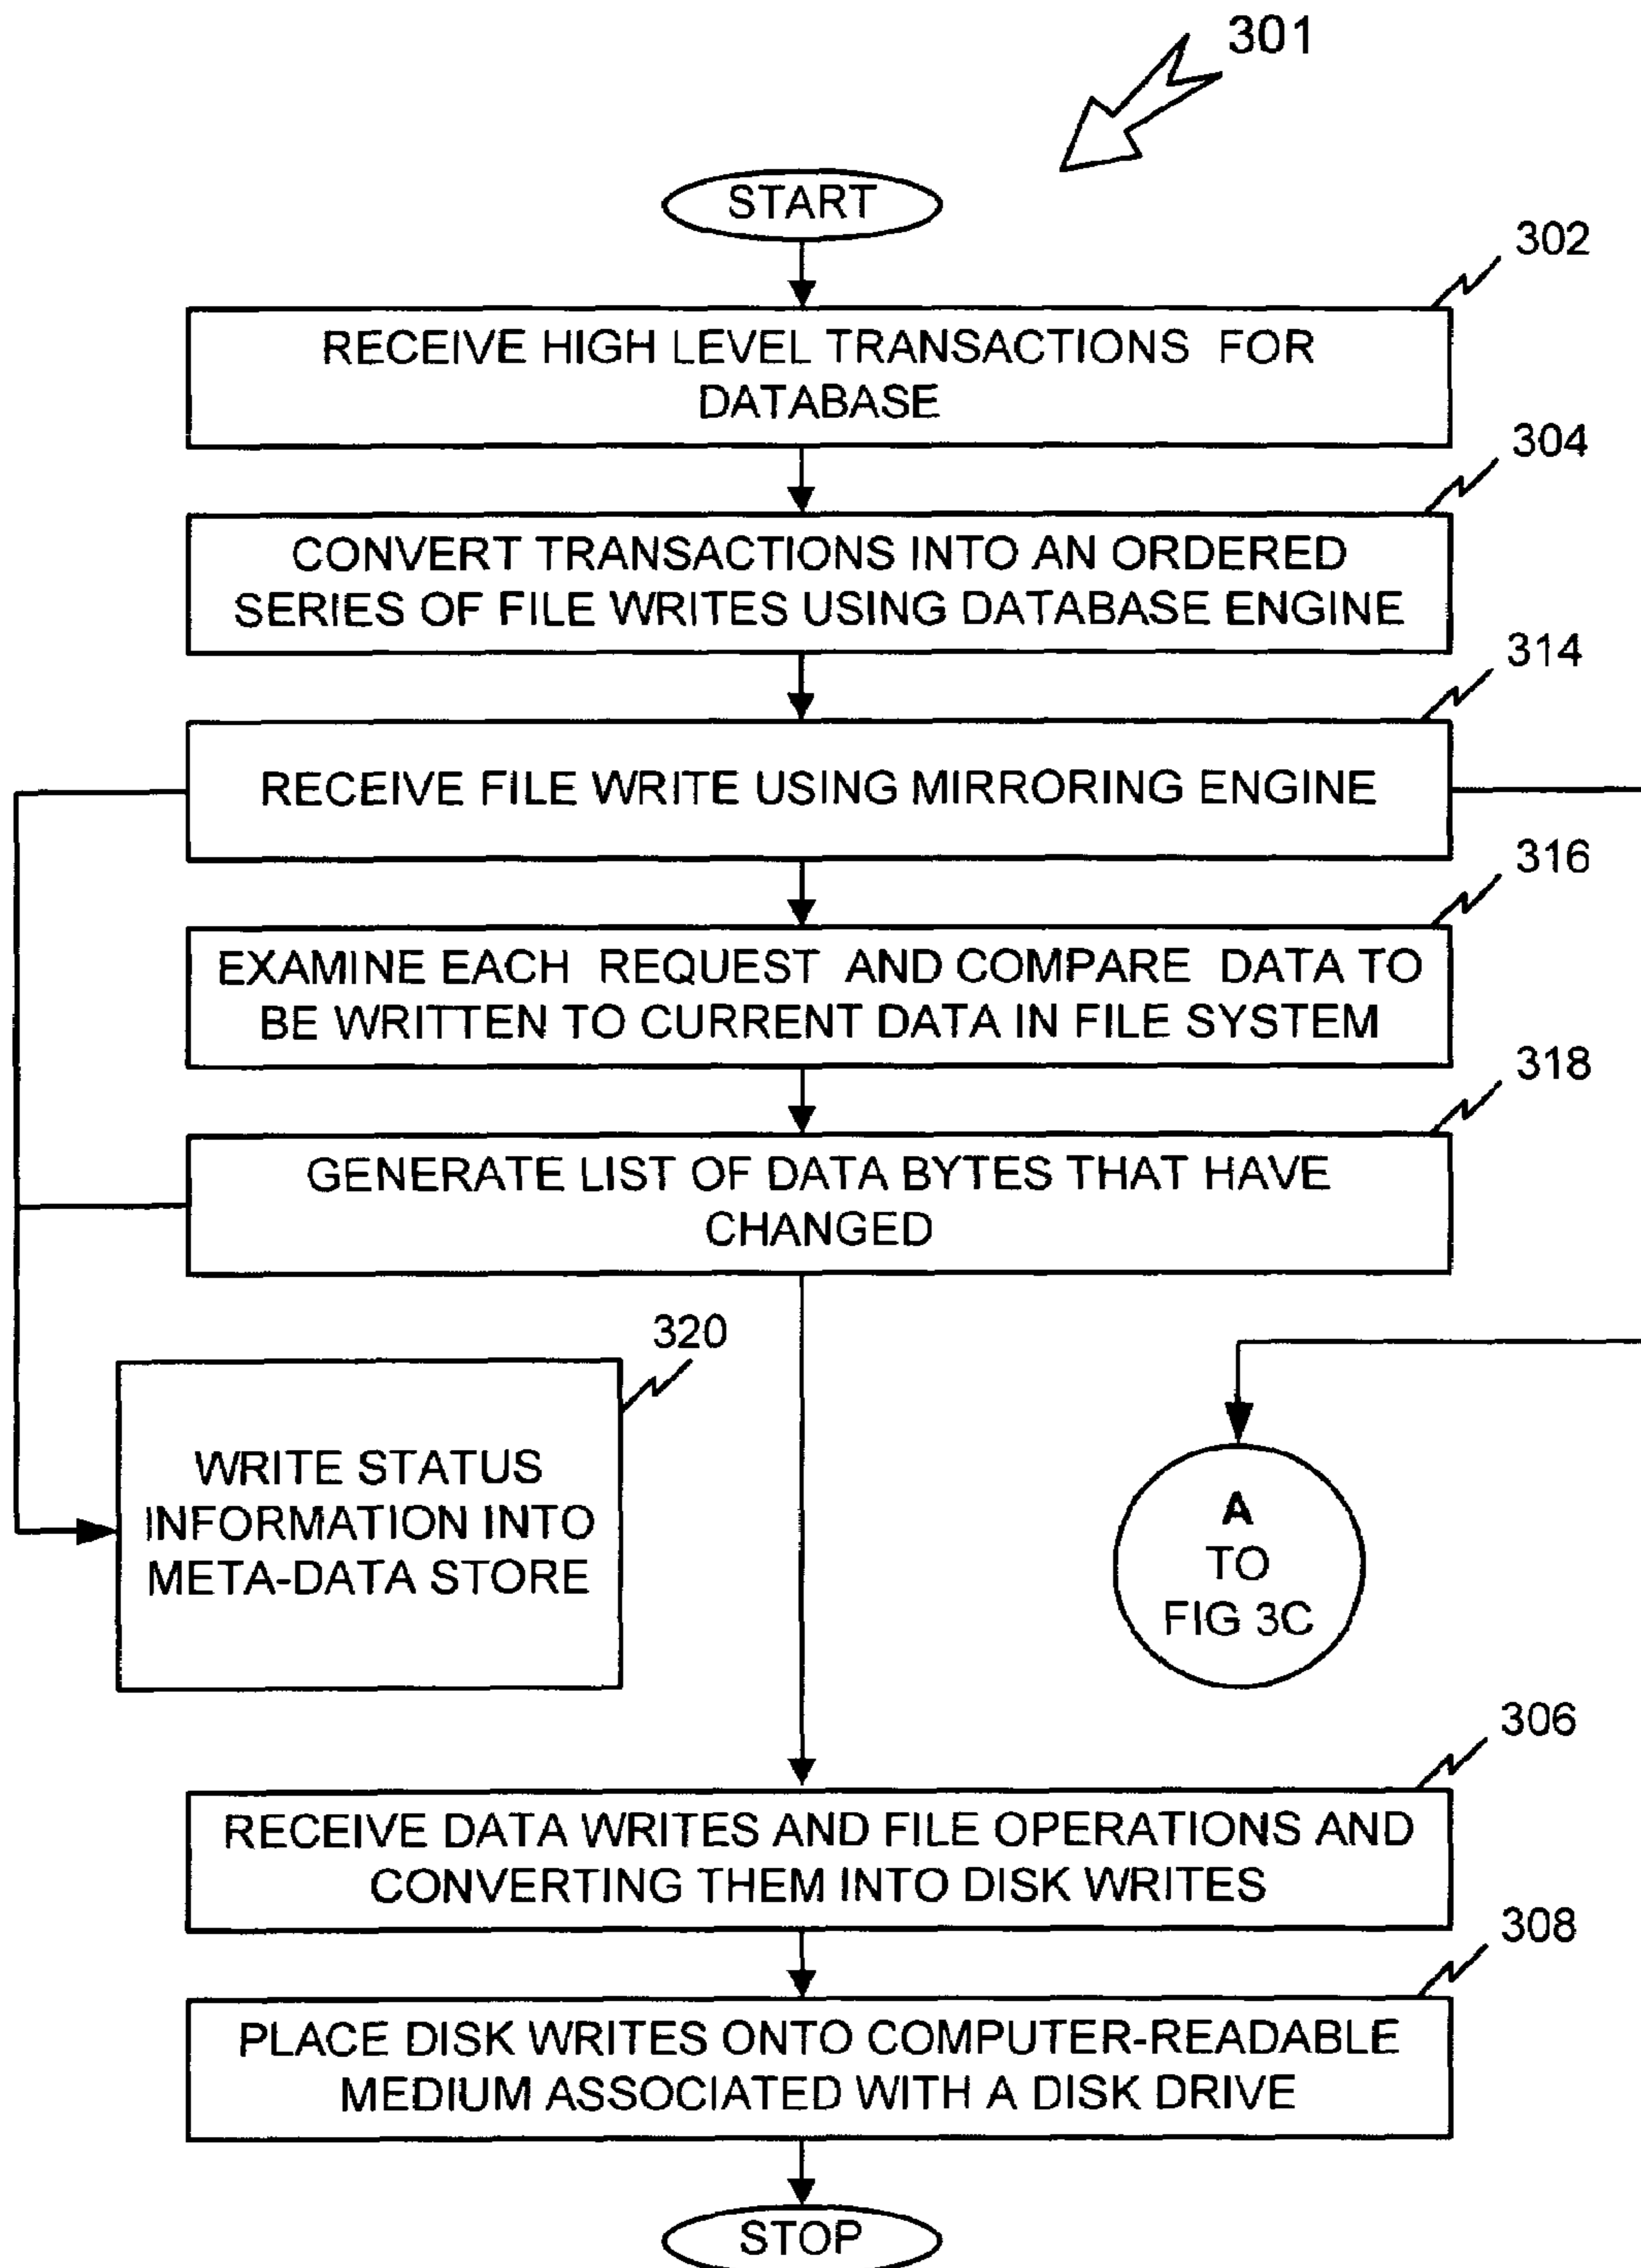 301
START
302
RECEIVE HIGH LEVEL TRANSACTIONS FOR
DATABASE
304
CONVERT TRANSACTIONS INTO AN ORDERED
SERIES OF FILE WRITES USING DATABASE ENGINE
314
RECEIVE FILE WRITE USING MIRRORING ENGINE
316
EXAMINE EACH REQUEST AND COMPARE DATA TO
BE WRITTEN TO CURRENT DATA IN FILE SYSTEM
318
GENERATE LIST OF DATA BYTES THAT HAVE
CHANGED
320
WRITE STATUS
INFORMATION INTO
META-DATA STORE
A
TO
FIG 3C
306
RECEIVE DATA WRITES AND FILE OPERATIONS AND
CONVERTING THEM INTO DISK WRITES
308
PLACE DISK WRITES ONTO COMPUTER-READABLE
MEDIUM ASSOCIATED WITH A DISK DRIVE
STOP